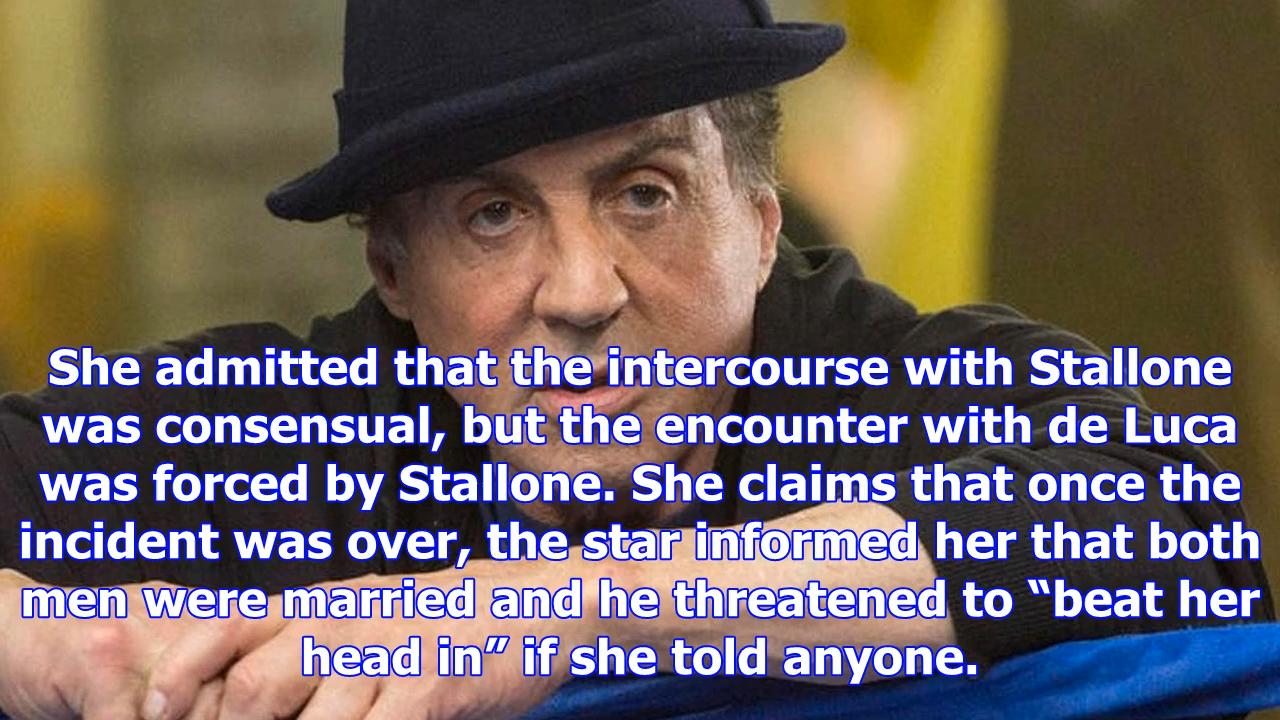 She admitted that the intercourse with Stallone
was consensual, but the encounter with de Luca
was forced by Stallone. She claims that once the
incident was over, the star informed her that both
men were married and he threatened to “beat her
head in” if she told anyone.